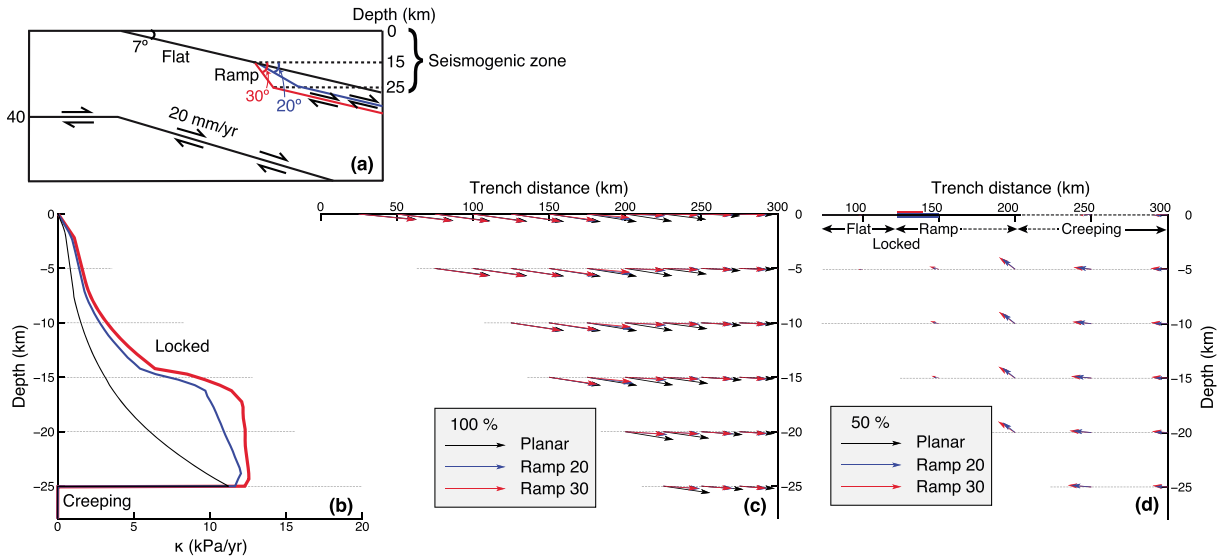 Depth (km)
0
7º
Flat
15
Ramp
Seismogenic zone
30º
20º
25
40
20 mm/yr
(a)
0
−5
−10
−15
−20
−25
Depth (km)
Locked
Creeping
0 5 10 15 20
κ (kPa/yr)
(b)
Trench distance (km)
0 50 100 150 200 250 300
0
−5
−10
−15
−20
−25
100 %
Planar
Ramp 20
Ramp 30
(c)
Trench distance (km)
100 150 200 250 300
Flat Ramp Creeping
Locked
0
−5
−10
−15
−20
−25
Depth (km)
50 %
Planar
Ramp 20
Ramp 30
(d)